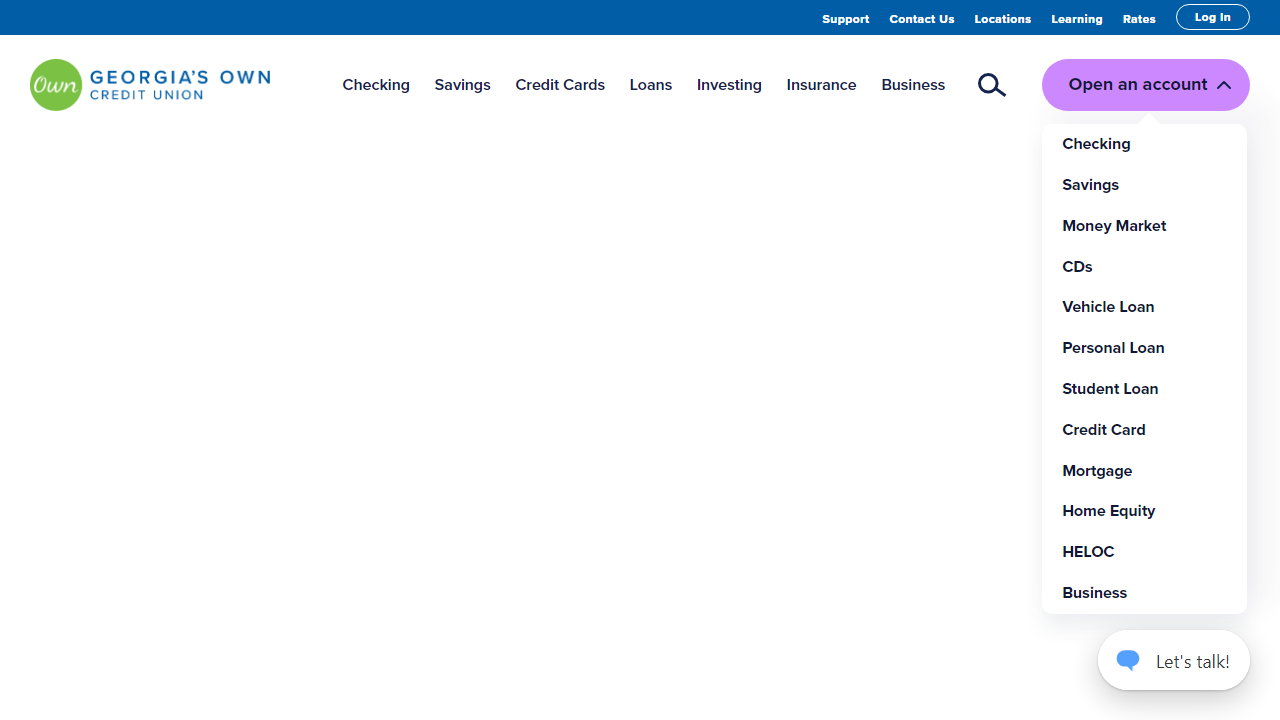 Support Contact Us Locations Learning Rates Log In
Own GEORGIA'S OWN
CREDIT UNION
Checking Savings Credit Cards Loans Investing Insurance Business
Open an account
Checking
Savings
Money Market
CDs
Vehicle Loan
Personal Loan
Student Loan
Credit Card
Mortgage
Home Equity
HELOC
Business
Let's talk!